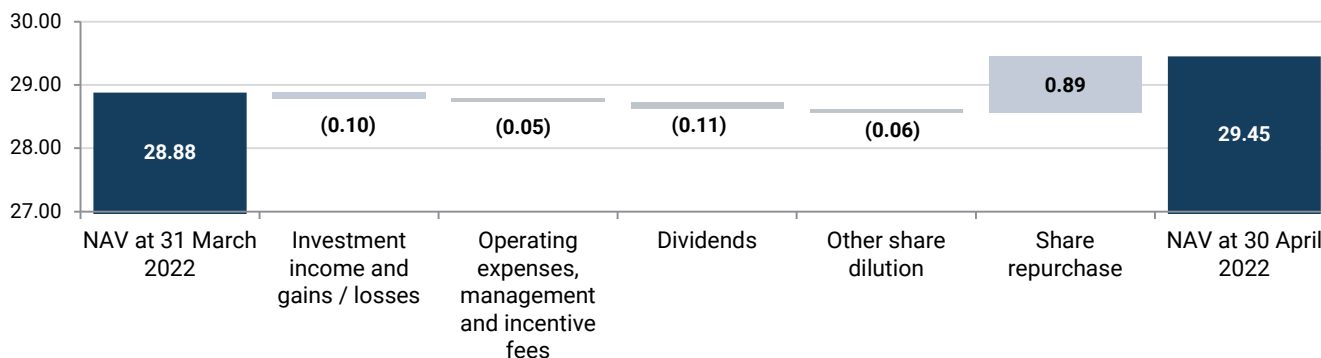 30.00
29.00
28.00
27.00
28.88
(0.10)
(0.05)
(0.11)
(0.06)
0.89
29.45
NAV at 31 March
2022
Investment
income and
gains / losses
Operating
expenses,
management
and incentive
fees
Dividends
Other share
dilution
Share
repurchase
NAV at 30 April
2022